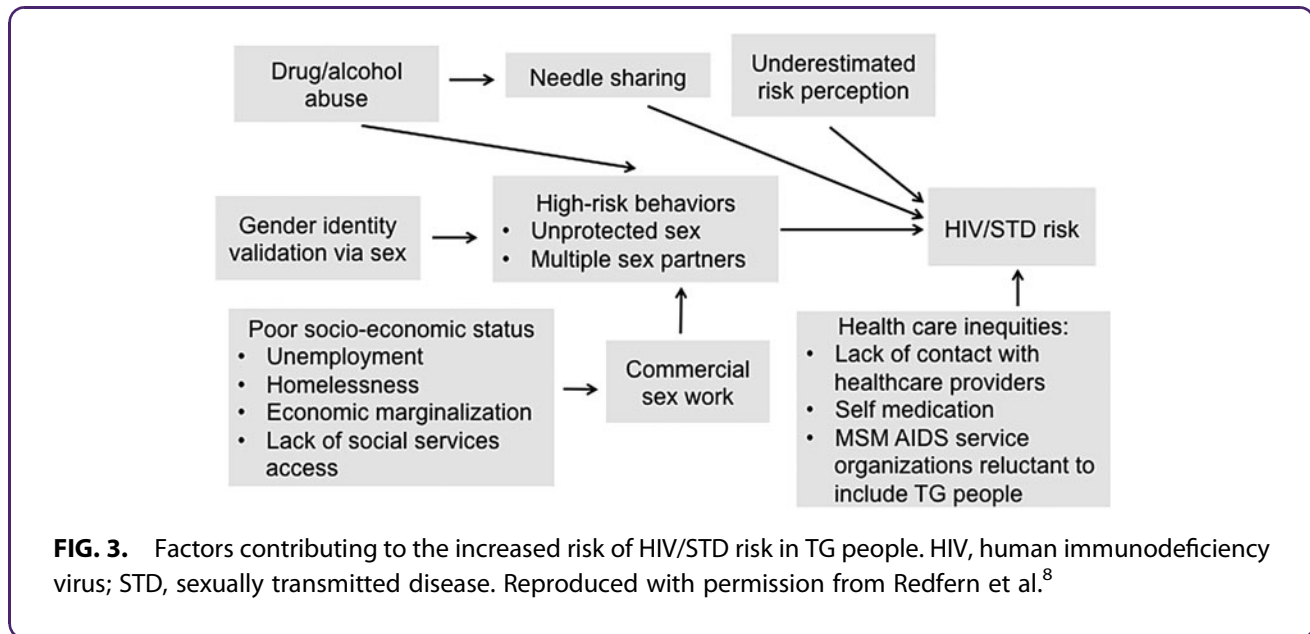 Drug/alcohol
abuse
Needle sharing
Underestimated
risk perception
Gender identity
validation via sex
High-risk behaviors
• Unprotected sex
• Multiple sex partners
HIV/STD risk
Poor socio-economic status
• Unemployment
• Homelessness
• Economic marginalization
• Lack of social services
access
Commercial
sex work
Health care inequities:
• Lack of contact with
healthcare providers
• Self medication
• MSM AIDS service
organizations reluctant to
include TG people
FIG. 3. Factors contributing to the increased risk of HIV/STD risk in TG people. HIV, human immunodeficiency
virus; STD, sexually transmitted disease. Reproduced with permission from Redfern et al.8